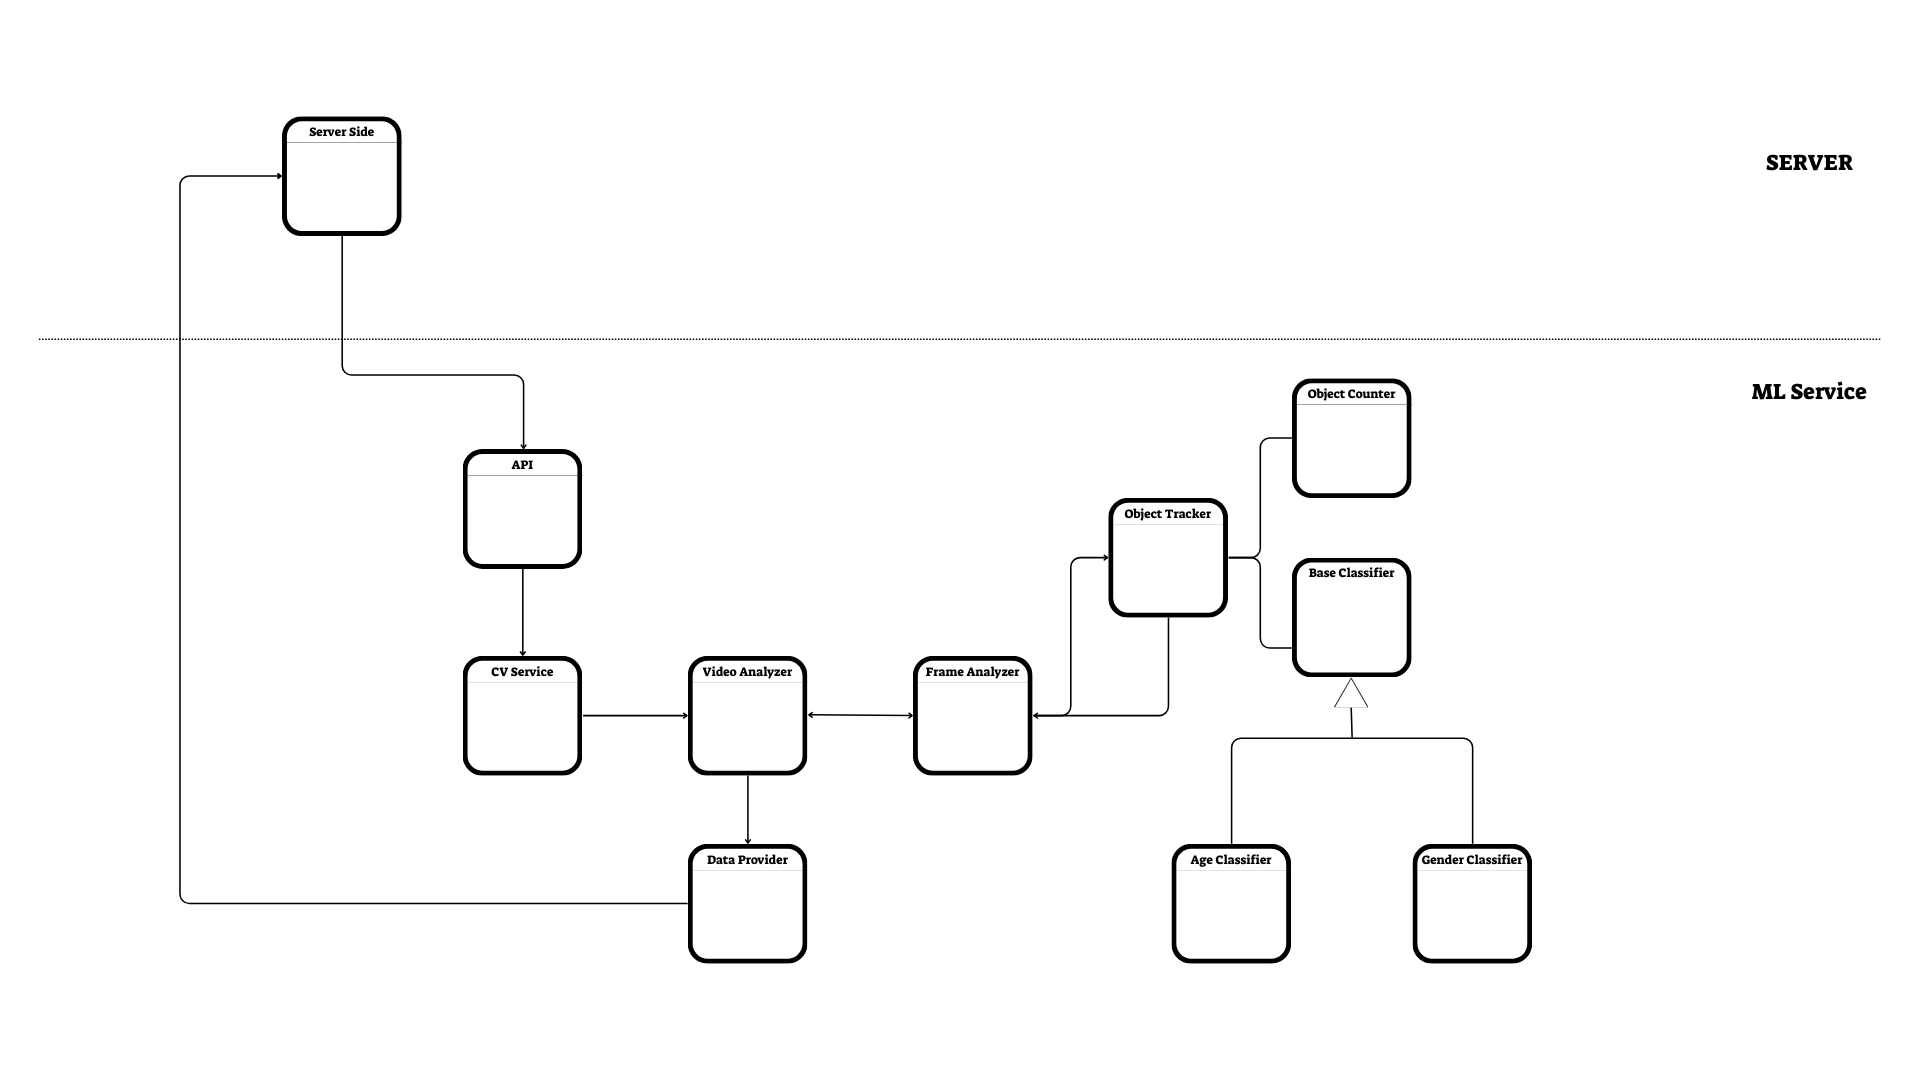 Server Side
SERVER
ML Service
Object Counter
API
Object Tracker
Base Classifier
CV Service
Video Analyzer
Frame Analyzer
Data Provider
Age Classifier
Gender Classifier